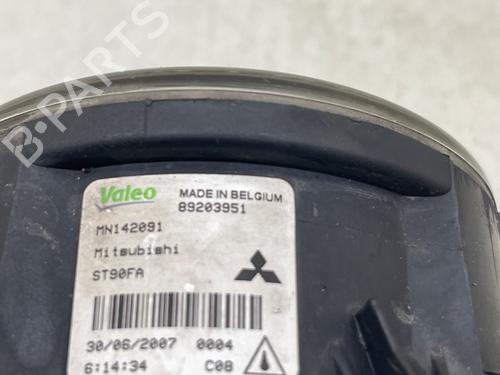 B-PARTS
Valeo
MADE IN BELGIUM
89203951
MN142091
Mitsubishi
ST90FA
30/06/2007 0004
6:14:34 C08